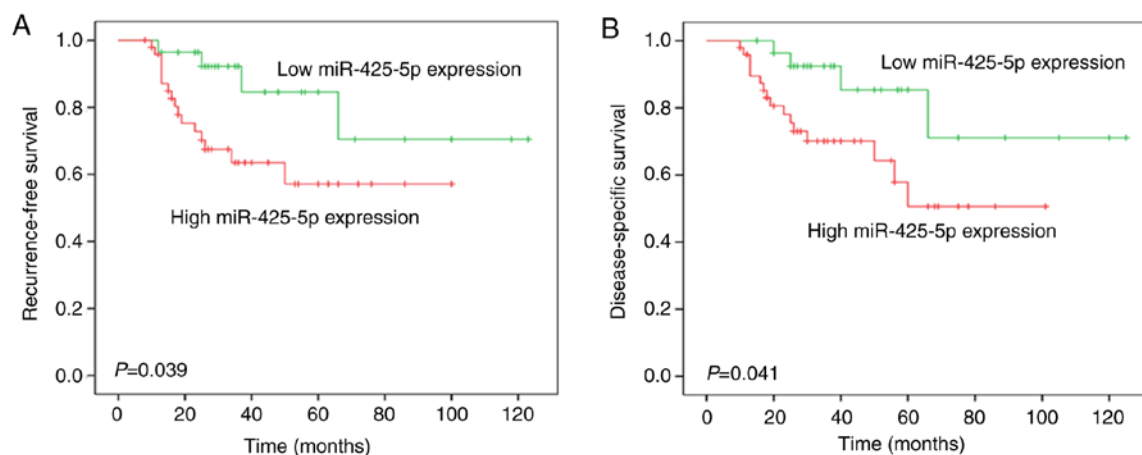 A
Recurrence-free survival
1.0
0.8
0.6
0.4
0.2
0.0
Low miR-425-5p expression
High miR-425-5p expression
P=0.039
0 20 40 60 80 100 120
Time (months)
B
Disease-specific survival
1.0
0.8
0.6
0.4
0.2
0.0
Low miR-425-5p expression
High miR-425-5p expression
P=0.041
0 20 40 60 80 100 120
Time (months)